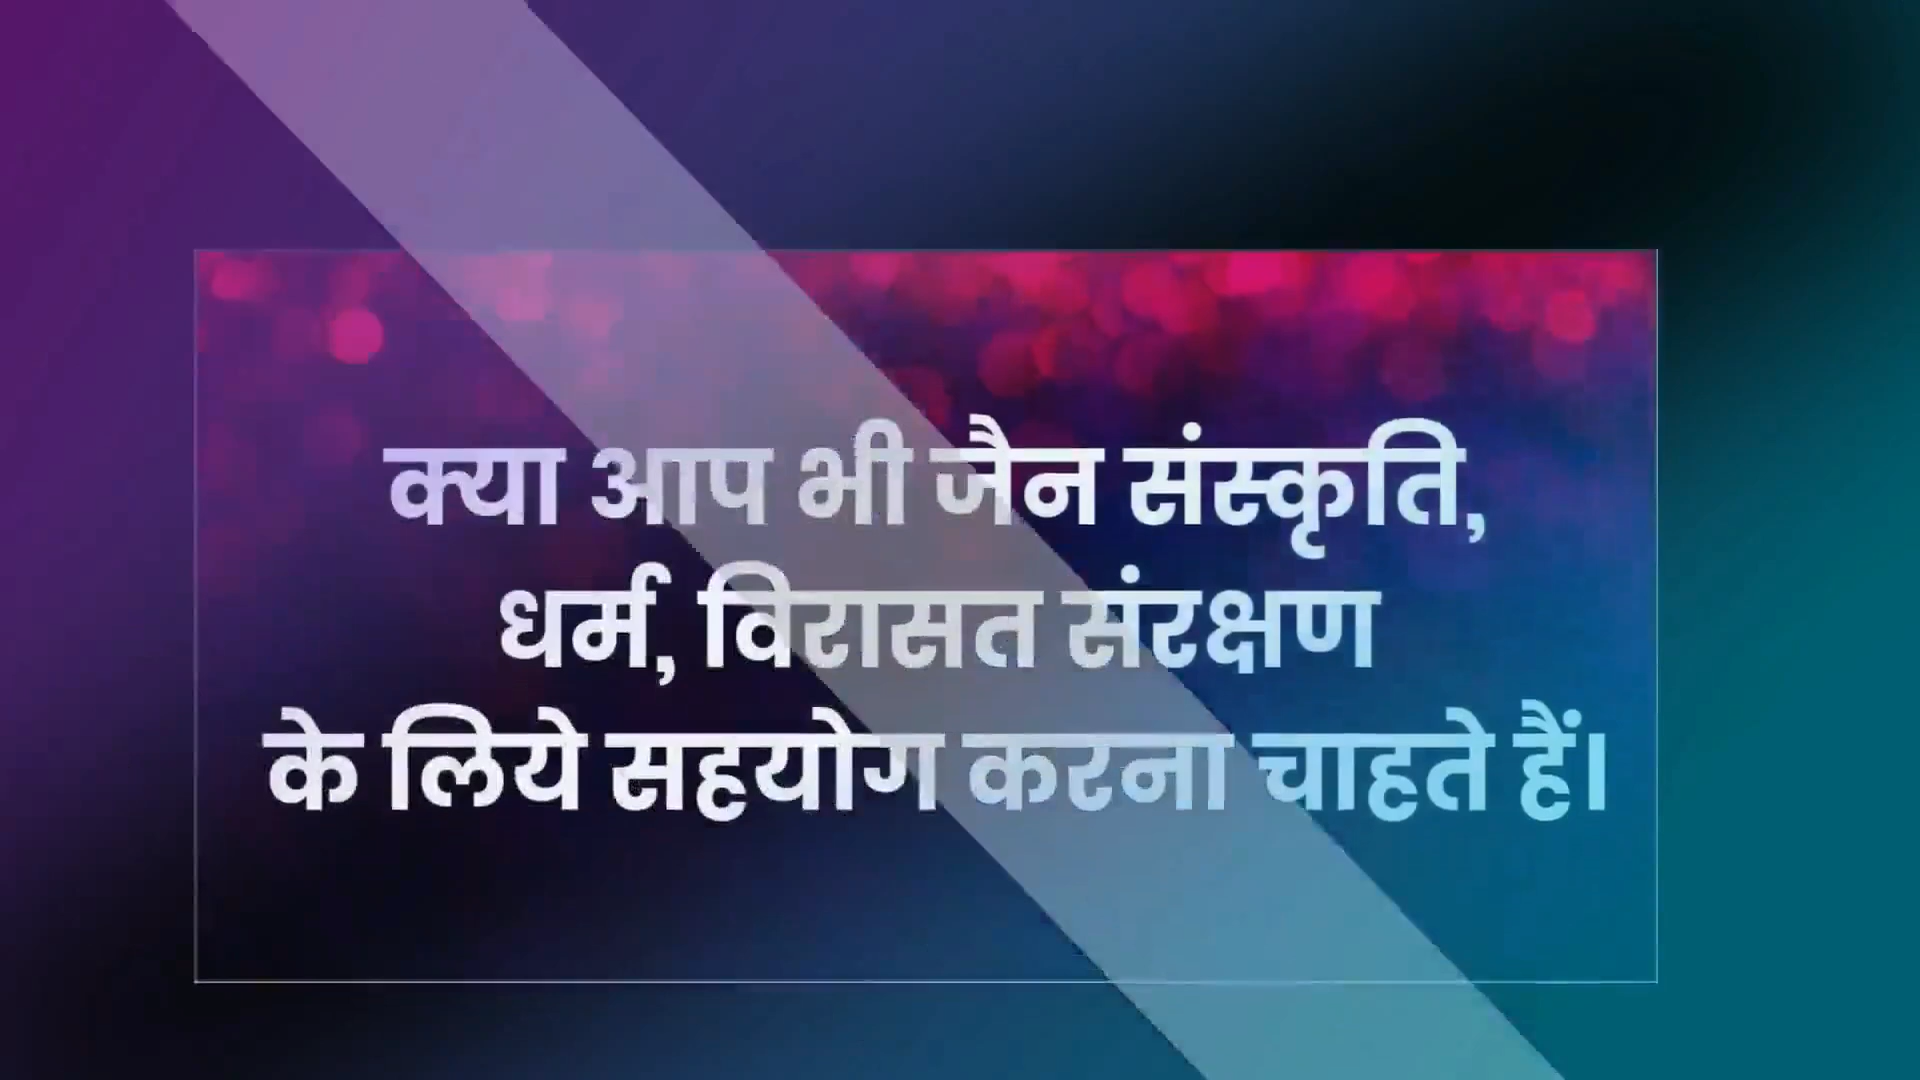 क्या आप भी जैन संस्कृति,
धर्म, विरासत संरक्षण
के लिये सहयोग करना चाहते हैं।